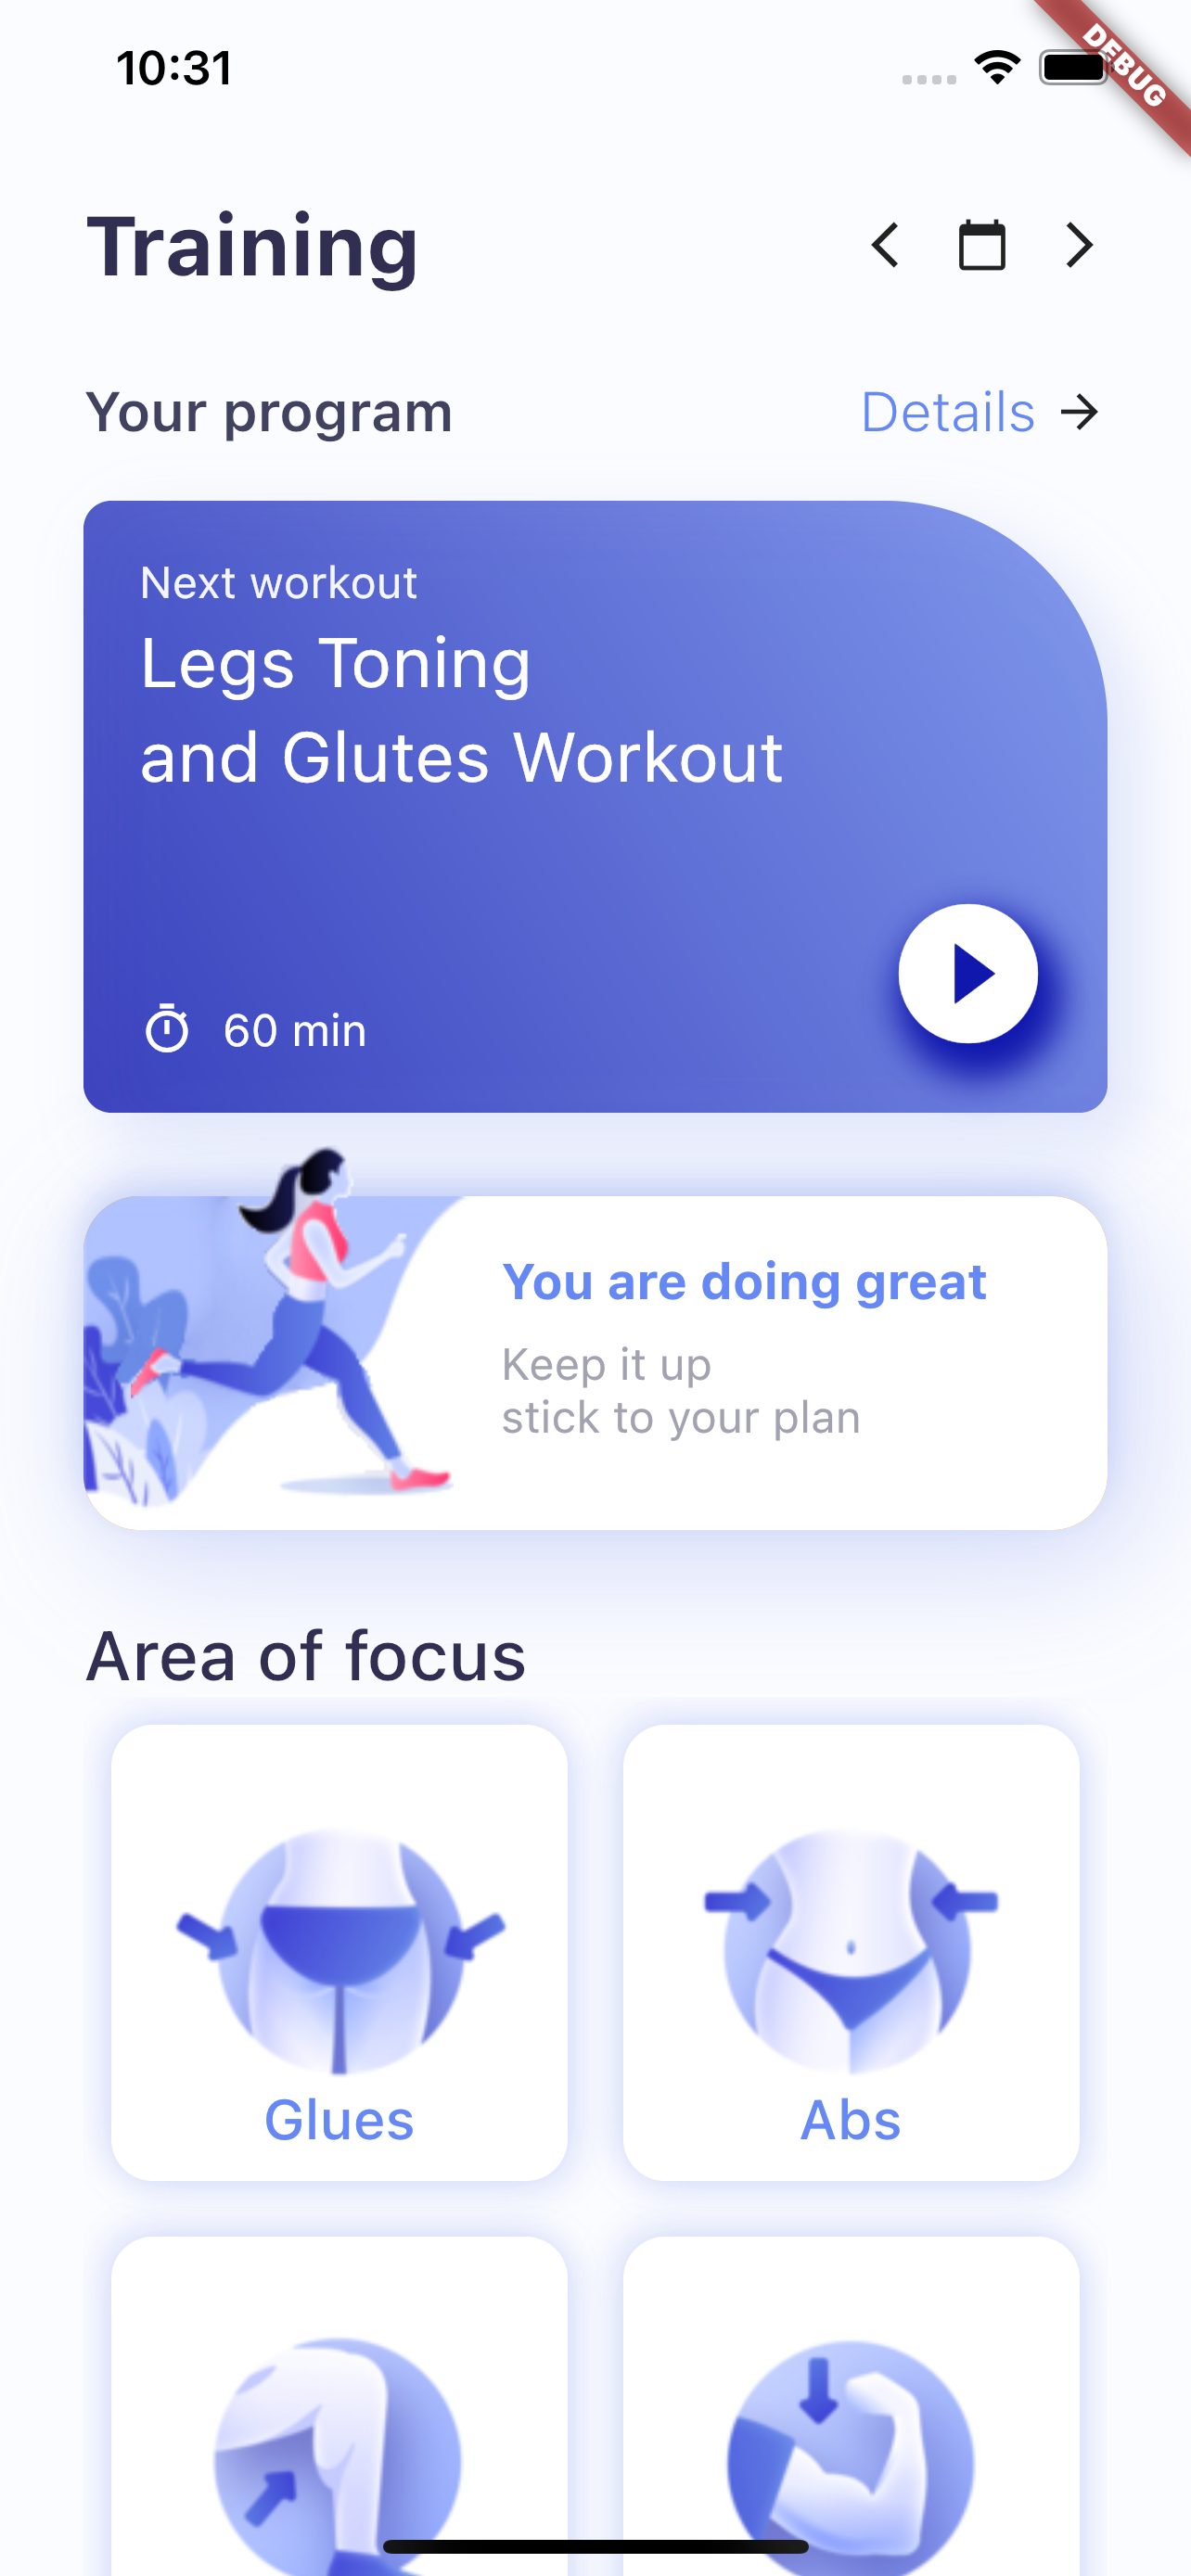 10:31
DEBUG
Training
Your program
Details
Next workout
Legs Toning
and Glutes Workout
60 min
You are doing great
Keep it up
stick to your plan
Area of focus
Glues
Abs